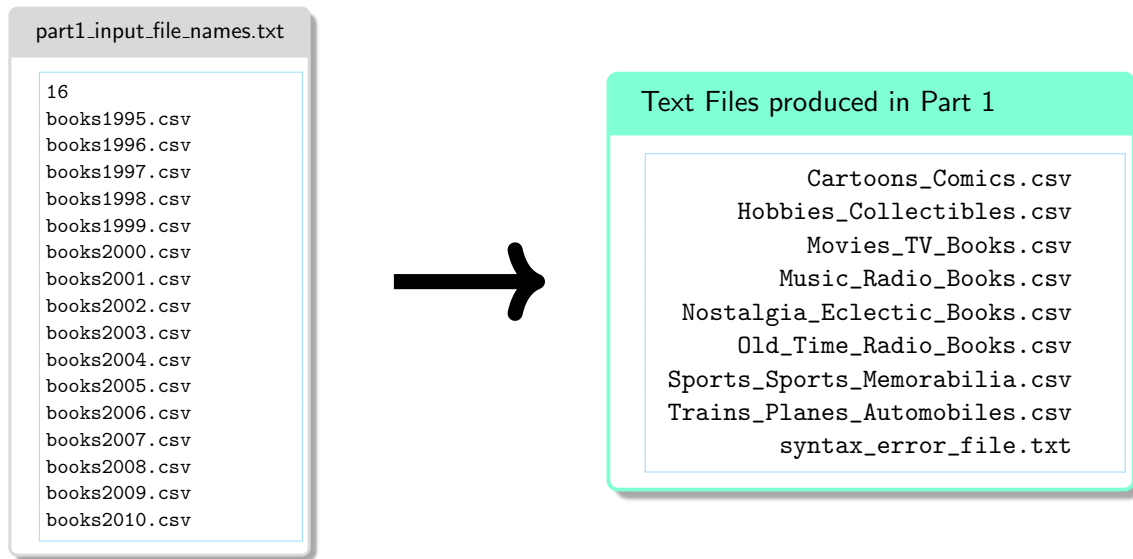 part1_input_file_names.txt
16
books1995.csv
books1996.csv
books1997.csv
books1998.csv
books1999.csv
books2000.csv
books2001.csv
books2002.csv
books2003.csv
books2004.csv
books2005.csv
books2006.csv
books2007.csv
books2008.csv
books2009.csv
books2010.csv
Text Files produced in Part 1
Cartoons_Comics.csv
Hobbies_Collectibles.csv
Movies_TV_Books.csv
Music_Radio_Books.csv
Nostalgia_Eclectic_Books.csv
Old_Time_Radio_Books.csv
Sports_Sports_Memorabilia.csv
Trains_Planes_Automobiles.csv
syntax_error_file.txt